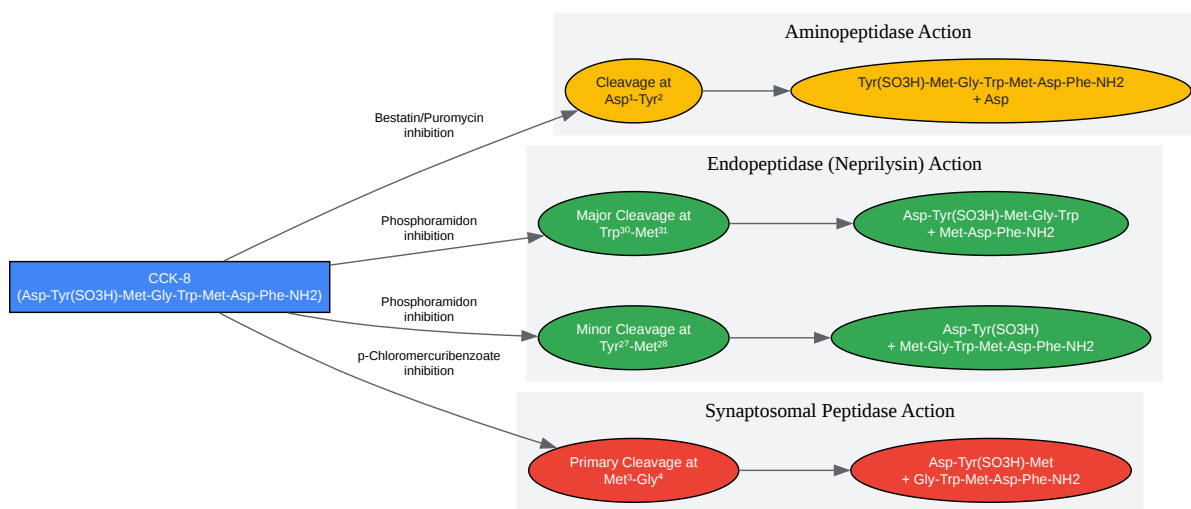 Aminopeptidase Action
Cleavage at
Asp¹-Tyr²
Tyr(SO3H)-Met-Gly-Trp-Met-Asp-Phe-NH2
+ Asp
Bestatin/Puromycin
inhibition
Endopeptidase (Neprilysin) Action
Major Cleavage at
Trp³⁰-Met³¹
Asp-Tyr(SO3H)-Met-Gly-Trp
+ Met-Asp-Phe-NH2
Phosphoramidon
inhibition
CCK-8
(Asp-Tyr(SO3H)-Met-Gly-Trp-Met-Asp-Phe-NH2)
Phosphoramidon
inhibition
Minor Cleavage at
Tyr²⁷-Met²⁸
Asp-Tyr(SO3H)
+ Met-Gly-Trp-Met-Asp-Phe-NH2
p-Chloromercuribenzoate
inhibition
Synaptosomal Peptidase Action
Primary Cleavage at
Met³-Gly⁴
Asp-Tyr(SO3H)-Met
+ Gly-Trp-Met-Asp-Phe-NH2